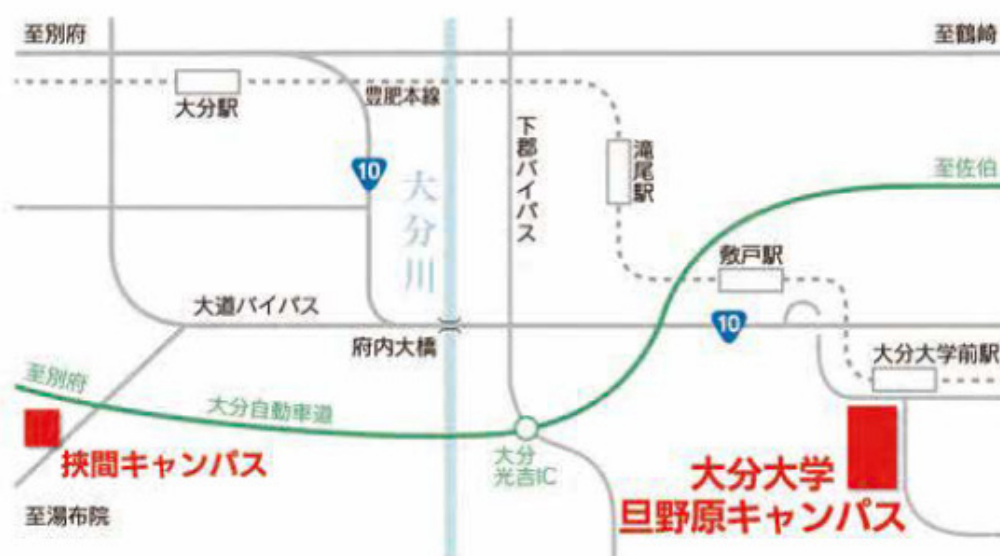 至別府
至鶴崎
大分駅
豊肥本線
下郡バイパス
滝尾駅
10
大分川
至佐伯
敷戸駅
大道バイパス
10
府内大橋
大分大学前駅
至別府
大分自動車道
挾間キャンパス
大分
光吉IC
大分大学
旦野原キャンパス
至湯布院